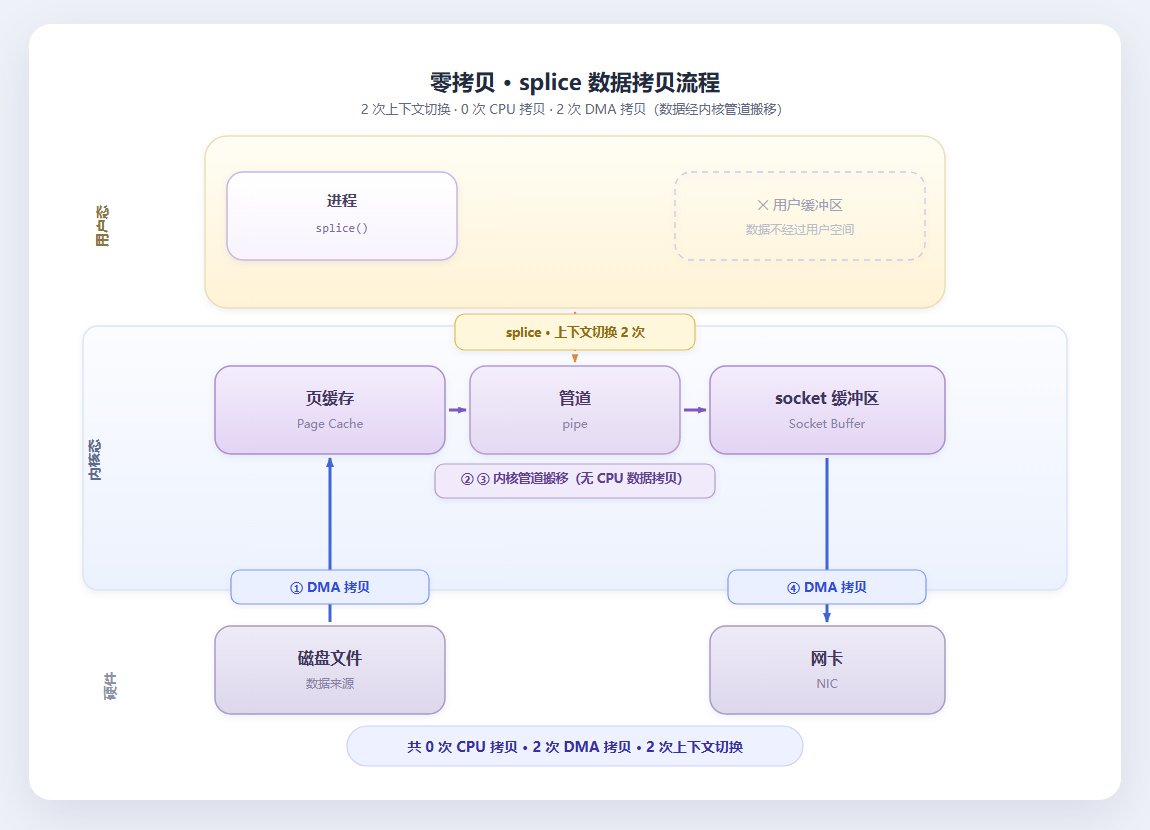 零拷贝 · splice 数据拷贝流程
2 次上下文切换 · 0 次 CPU 拷贝 · 2 次 DMA 拷贝（数据经内核管道搬移）
用户态
进程
splice()
✕ 用户缓冲区
数据不经过用户空间
splice · 上下文切换 2 次
内核态
页缓存
Page Cache
管道
pipe
socket 缓冲区
Socket Buffer
② ③ 内核管道搬移（无 CPU 数据拷贝）
① DMA 拷贝
④ DMA 拷贝
硬件
磁盘文件
数据来源
网卡
NIC
共 0 次 CPU 拷贝 · 2 次 DMA 拷贝 · 2 次上下文切换